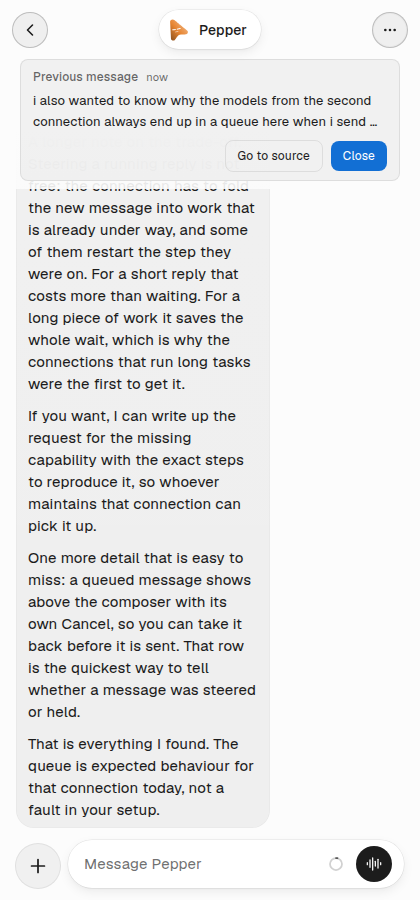 Pepper
Previous message now
i also wanted to know why the models from the second
connection always end up in a queue here when i send ...
Go to source
Close
free: the connection has to fold
the new message into work that
is already under way, and some
of them restart the step they
were on. For a short reply that
costs more than waiting. For a
long piece of work it saves the
whole wait, which is why the
connections that run long tasks
were the first to get it.
If you want, I can write up the
request for the missing
capability with the exact steps
to reproduce it, so whoever
maintains that connection can
pick it up.
One more detail that is easy to
miss: a queued message shows
above the composer with its
own Cancel, so you can take it
back before it is sent. That row
is the quickest way to tell
whether a message was steered
or held.
That is everything I found. The
queue is expected behaviour for
that connection today, not a
fault in your setup.
Message Pepper